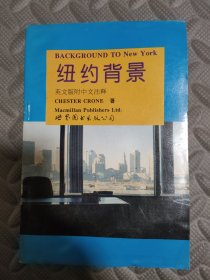 BACKGROUND TO New York
纽约背景
英文版附中文注释
CHESTER CRONE 著
Macmillan Publishers Ltd.
世界图书出版公司